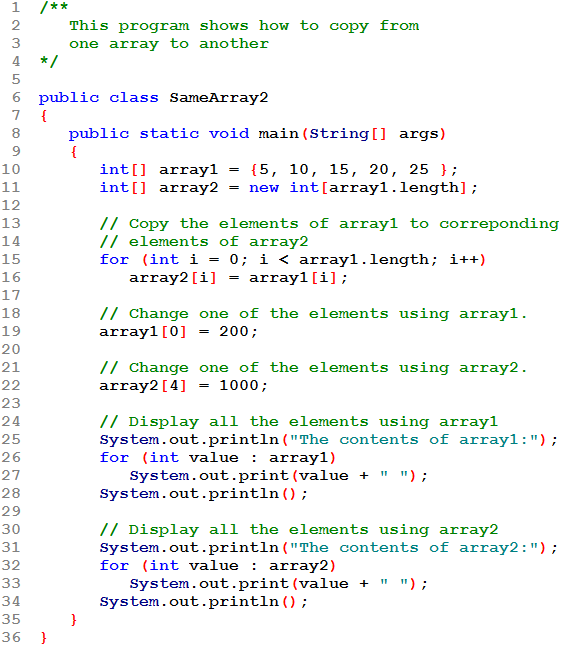 1 /**
2 This program shows how to copy from
3 one array to another
4 */
5
6 public class SameArray2
7 {
8 public static void main(String[] args)
9 {
10 int[] array1 = {5, 10, 15, 20, 25 };
11 int[] array2 = new int[array1.length];
12
13 // Copy the elements of array1 to correponding
14 // elements of array2
15 for (int i = 0; i < array1.length; i++)
16 array2[i] = array1[i];
17
18 // Change one of the elements using array1.
19 array1[0] = 200;
20
21 // Change one of the elements using array2.
22 array2[4] = 1000;
23
24 // Display all the elements using array1
25 System.out.println("The contents of array1:");
26 for (int value : array1)
27 System.out.print(value + " ");
28 System.out.println();
29
30 // Display all the elements using array2
31 System.out.println("The contents of array2:");
32 for (int value : array2)
33 System.out.print(value + " ");
34 System.out.println();
35 }
36 }